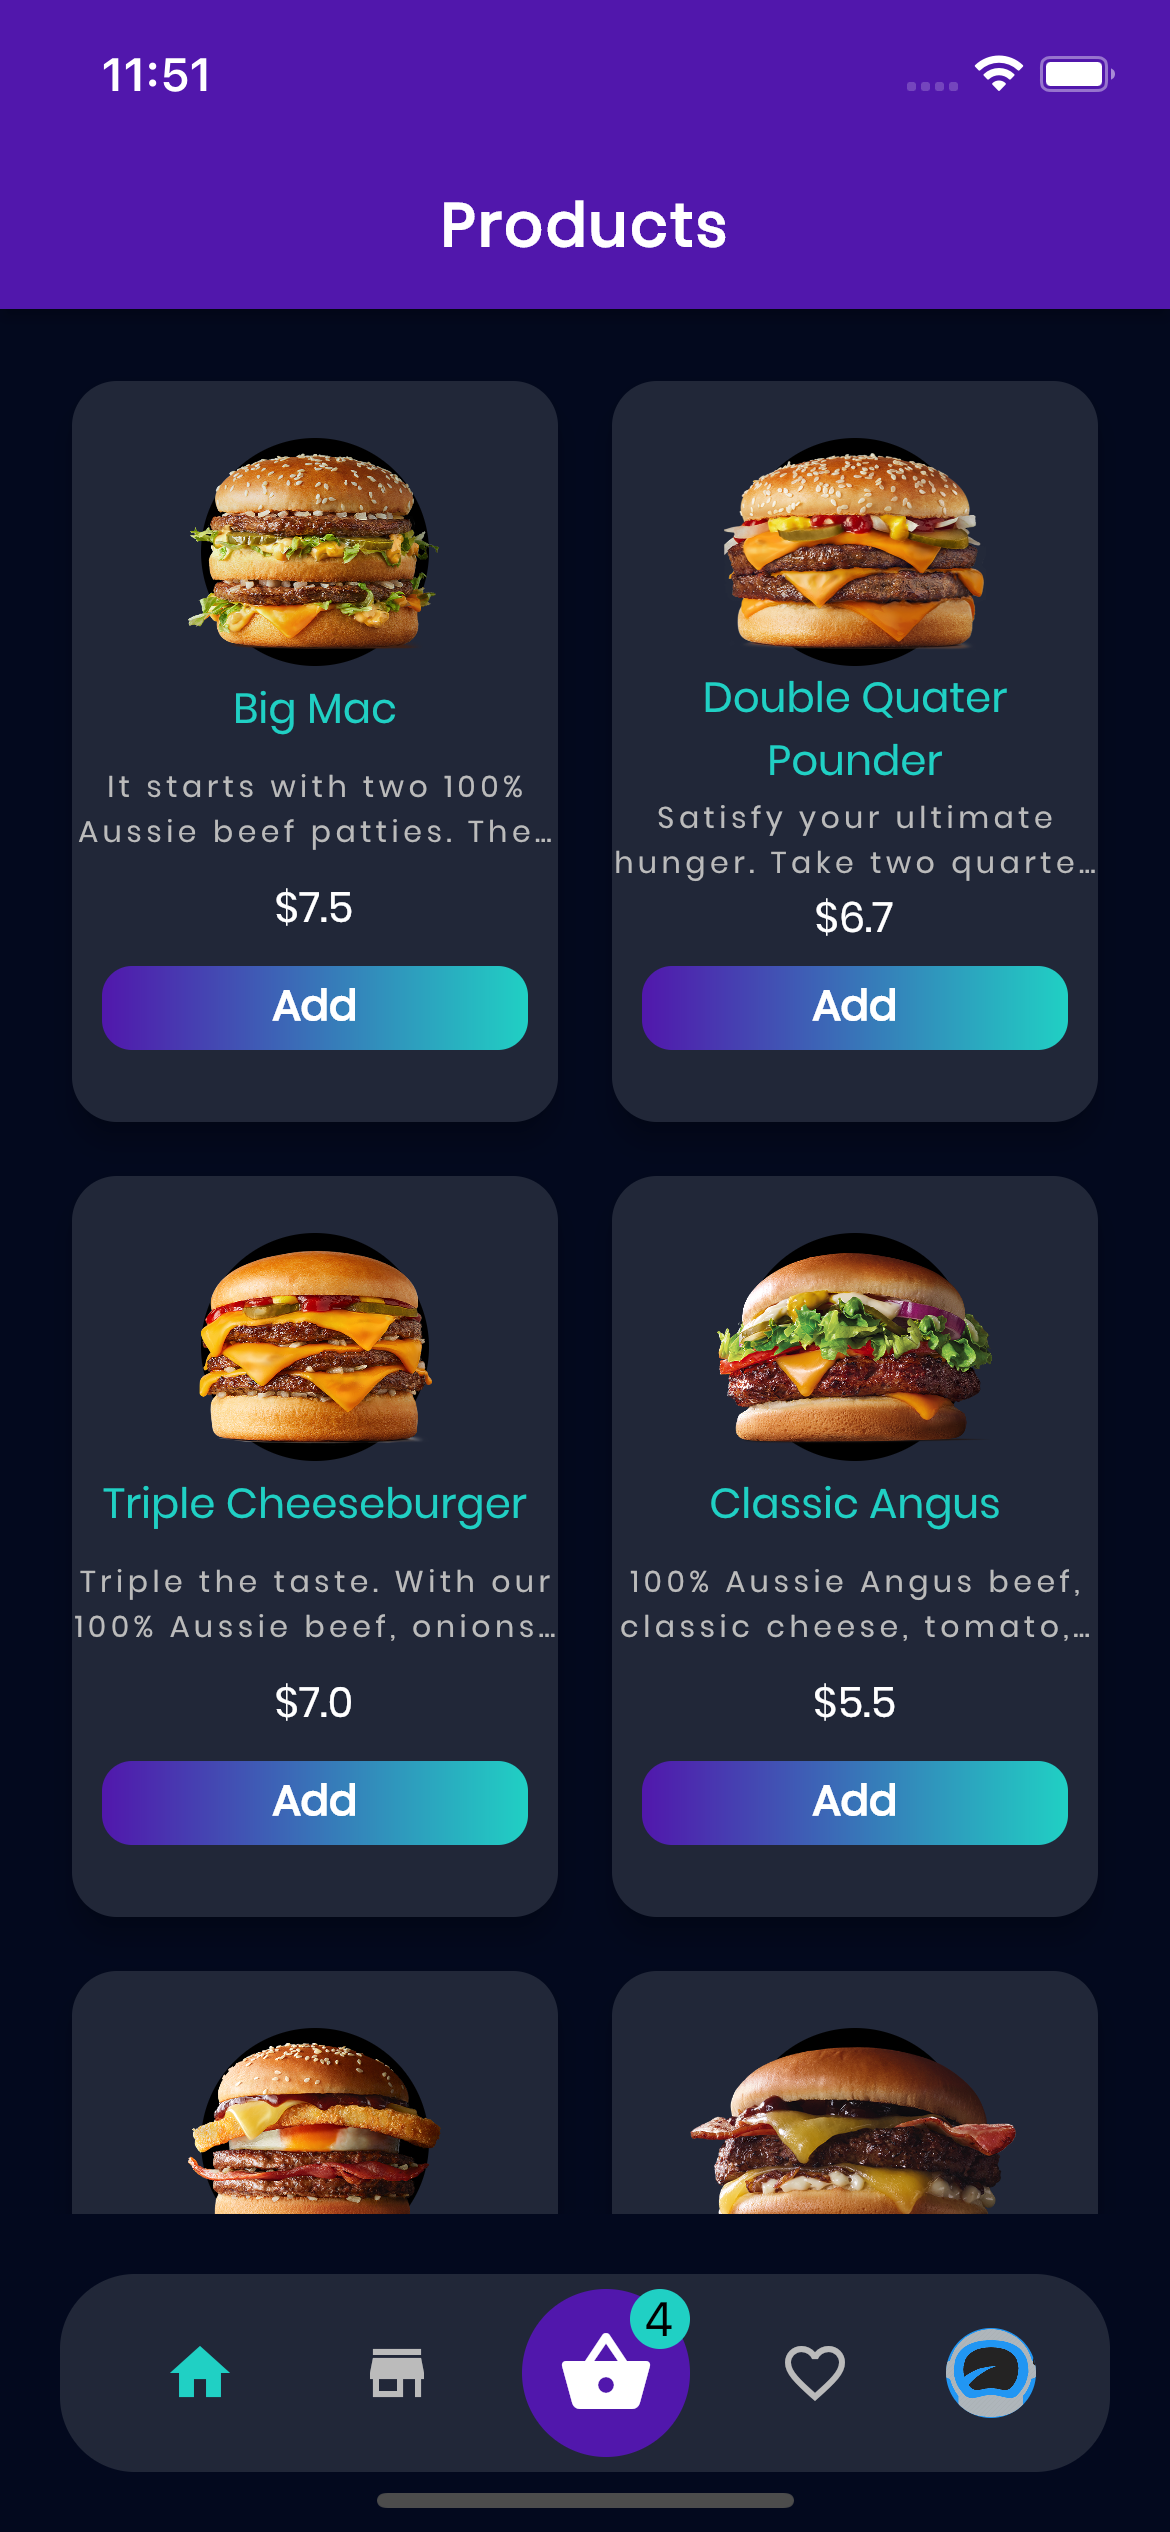 11:51
Products
Big Mac
It starts with two 100%
Aussie beef patties. The…
$7.5
Add
Double Quater
Pounder
Satisfy your ultimate
hunger. Take two quarte…
$6.7
Add
Triple Cheeseburger
Triple the taste. With our
100% Aussie beef, onions…
$7.0
Add
Classic Angus
100% Aussie Angus beef,
classic cheese, tomato,…
$5.5
Add
4